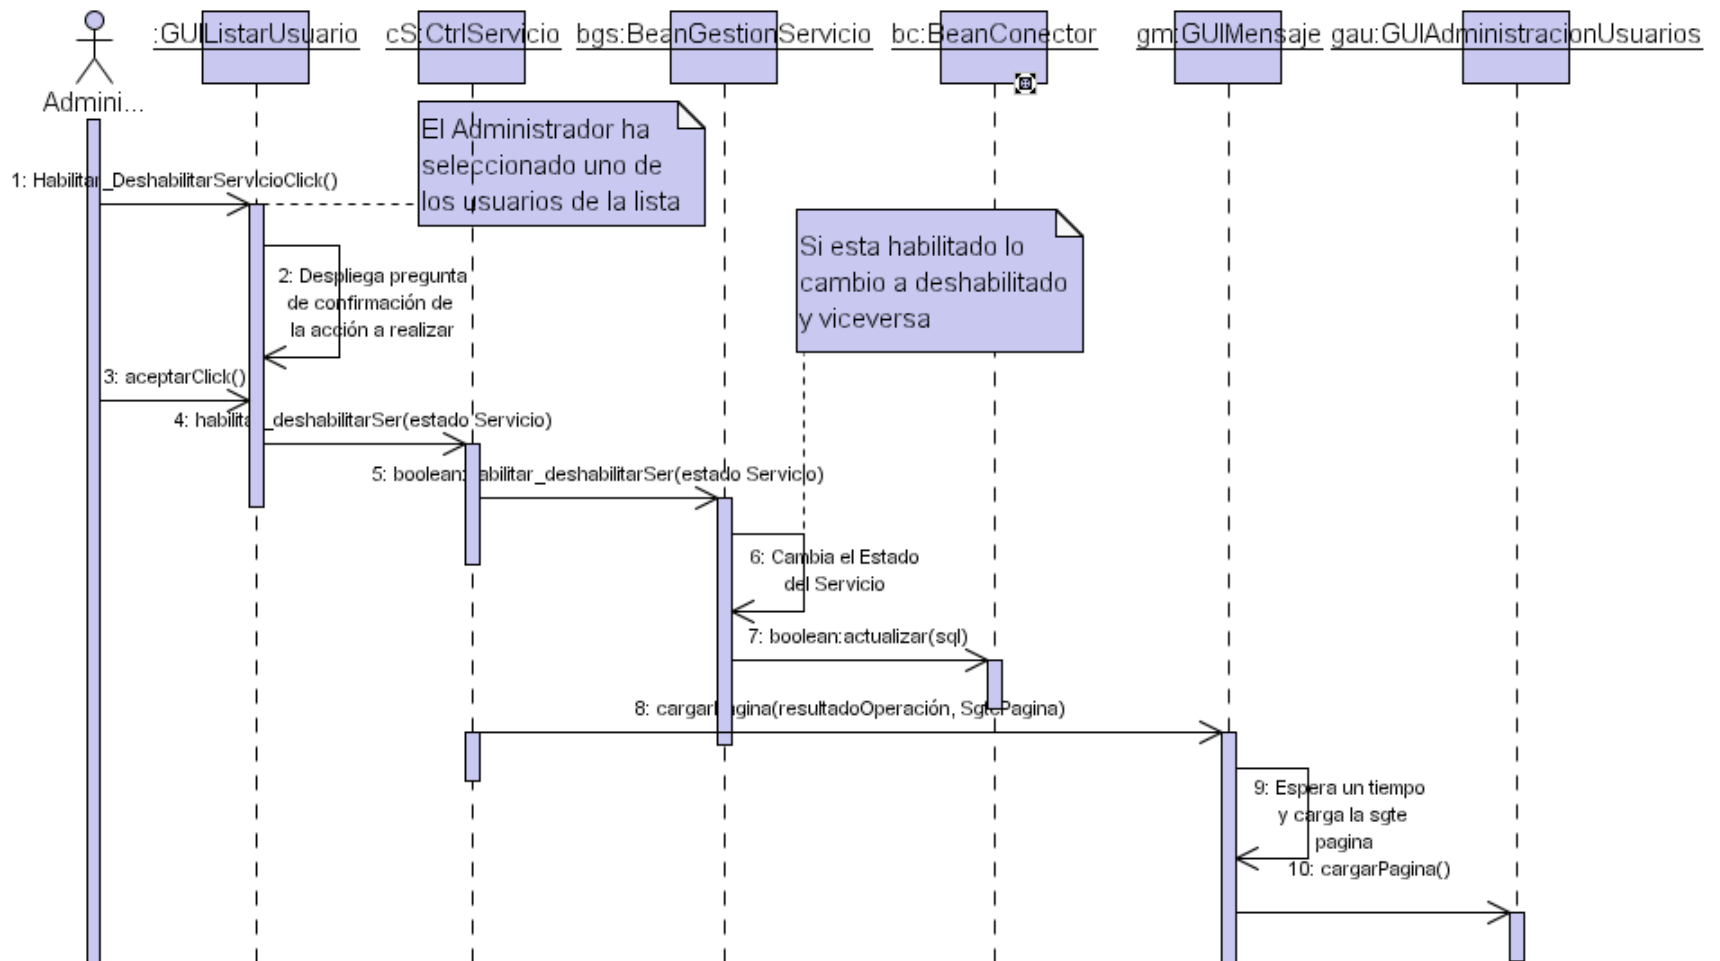 :GUIListarUsuario
cS:CtrlServicio
bgs:BeanGestionServicio
bc:BeanConector
gm:GUIMensaje
gau:GUIAdministracionUsuarios
Admini...
El Administrador ha
seleccionado uno de
los usuarios de la lista
1: Habilitar_DeshabilitarServicioClick()
Si esta habilitado lo
cambio a deshabilitado
y viceversa
2: Despliega pregunta
de confirmación de
la acción a realizar
3: aceptarClick()
4: habilitar_deshabilitarSer(estado Servicio)
5: boolean:habilitar_deshabilitarSer(estado Servicio)
6: Cambia el Estado
del Servicio
7: boolean:actualizar(sql)
8: cargarPagina(resultadoOperación, SgtePagina)
9: Espera un tiempo
y carga la sgte
pagina
10: cargarPagina()